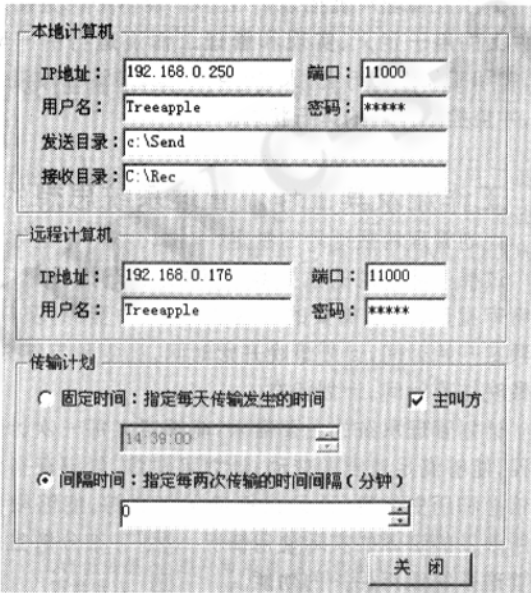 本地计算机
IP地址： 192.168.0.250 端口： 11000
用户名： Treeapple 密码： *****
发送目录： c:\Send
接收目录： C:\Rec
远程计算机
IP地址： 192.168.0.176 端口： 11000
用户名： Treeapple 密码： *****
传输计划
固定时间：指定每天传输发生的时间 主叫方
14:39:00
间隔时间：指定每两次传输的时间间隔（分钟）
0
关 闭